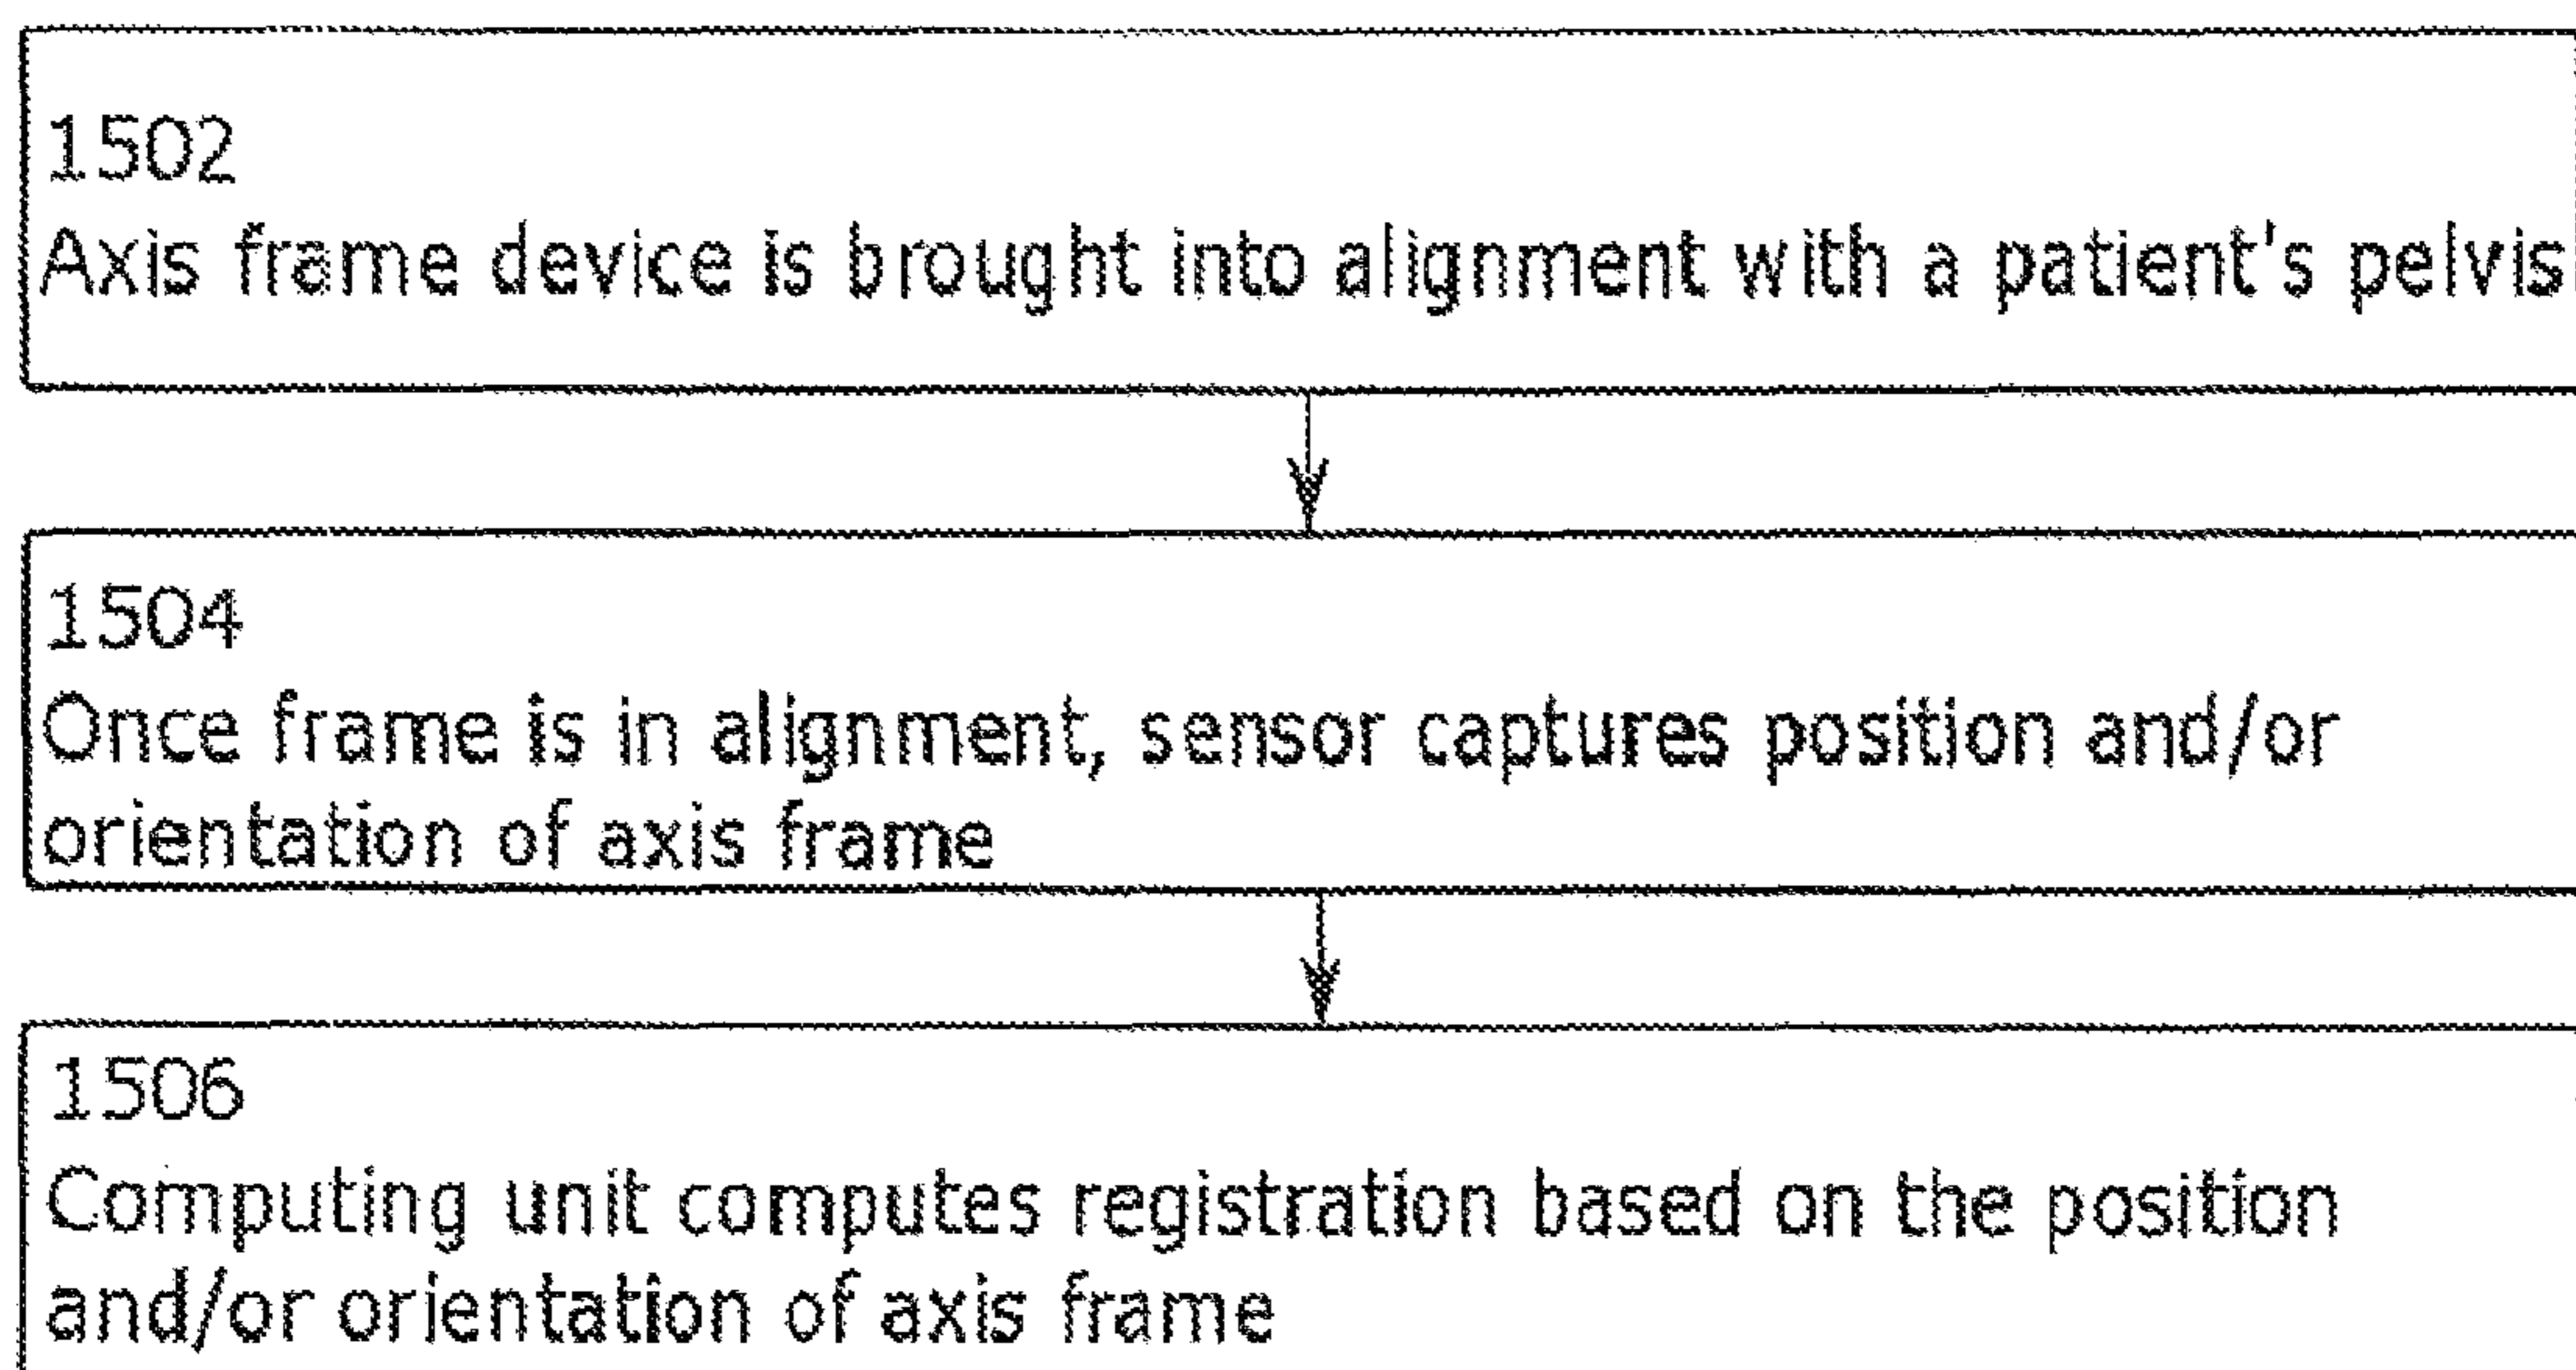 1502
Axis frame device is brought into alignment with a patient's pelvis
1504
Once frame is in alignment, sensor captures position and/or
orientation of axis frame
1506
Computing unit computes registration based on the position
and/or orientation of axis frame